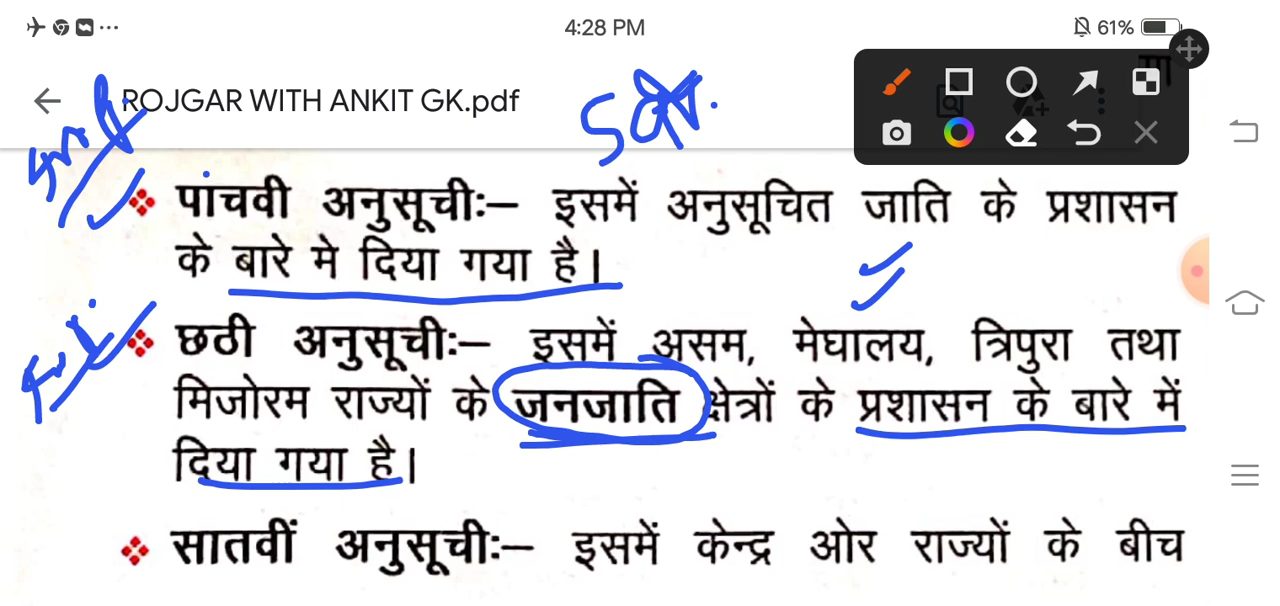 4:28 PM
61%
ROJGAR WITH ANKIT GK.pdf
पांचवी अनुसूचीः– इसमें अनुसूचित जाति के प्रशासन
के बारे मे दिया गया है।
छठी अनुसूचीः– इसमें असम, मेघालय, त्रिपुरा तथा
मिजोरम राज्यों के जनजाति क्षेत्रों के प्रशासन के बारे में
दिया गया है।
सातवीं अनुसूचीः– इसमें केन्द्र ओर राज्यों के बीच